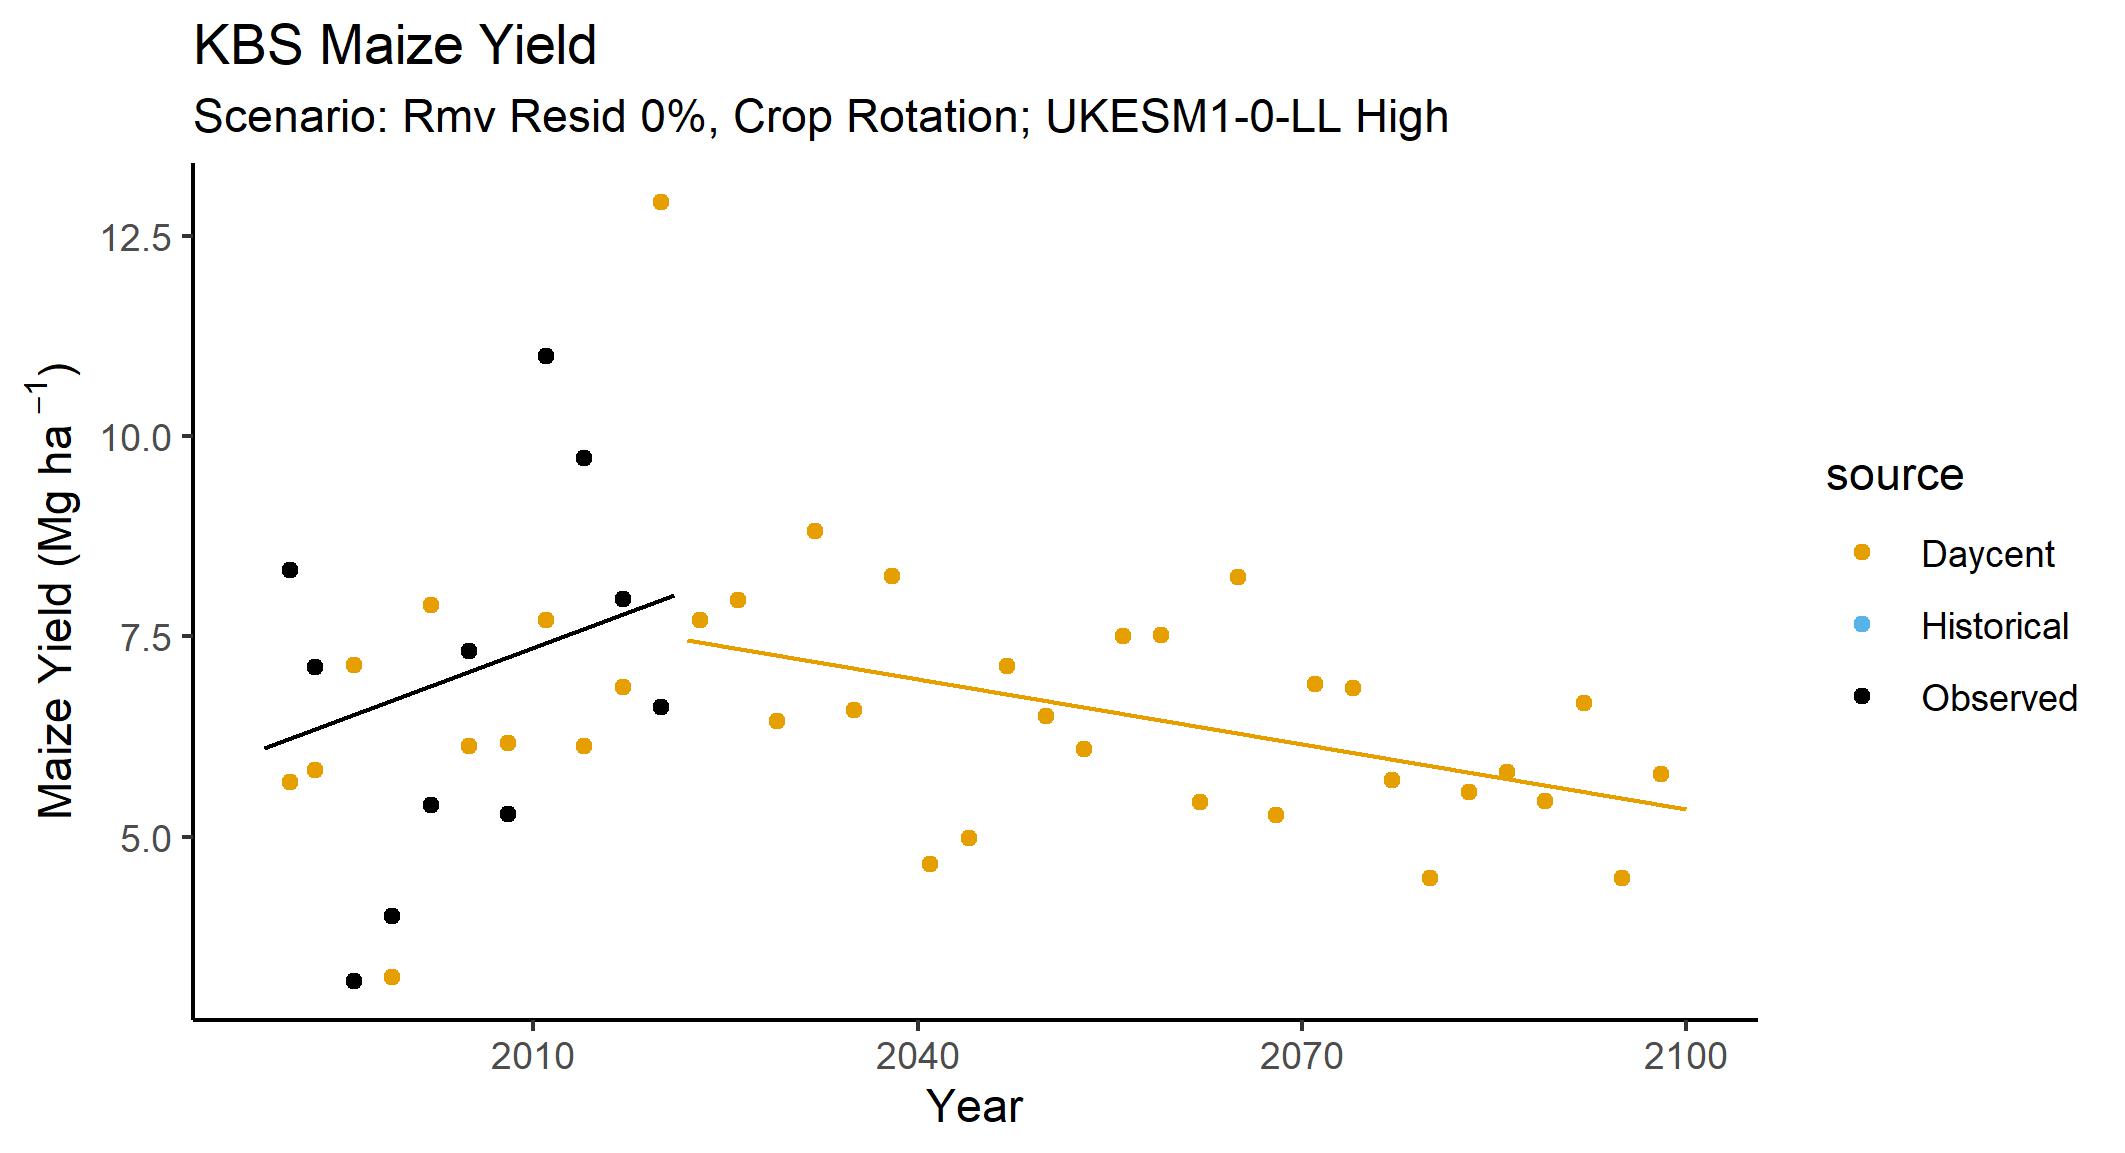 KBS Maize Yield
Scenario: Rmv Resid 0%, Crop Rotation; UKESM1-0-LL High
Maize Yield (Mg ha −1)
12.5
10.0
7.5
5.0
2010 2040 2070 2100
Year
source
Daycent
Historical
Observed